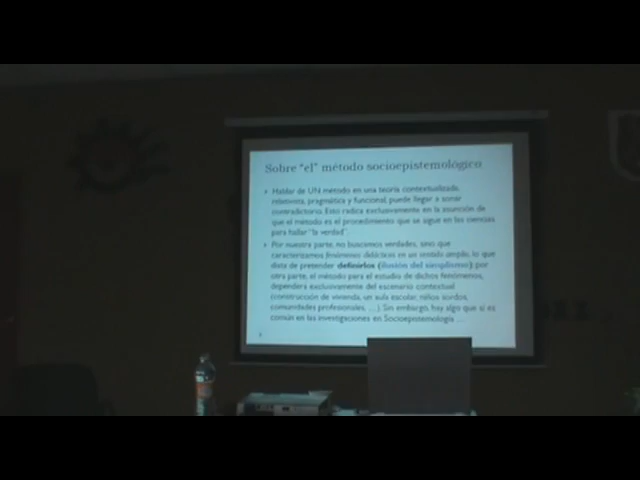 Sobre "el" método socioepistemológico
Hablar de UN método en una teoría contextualizada,
relativista, pragmática y funcional, puede llegar a sonar
contradictorio. Esto radica exclusivamente en la asunción de
que el método es el procedimiento que se sigue en las ciencias
para hallar "la verdad".
Por nuestra parte, no buscamos verdades, sino que
caracterizamos fenómenos didácticos en un sentido amplio, lo que
dista de pretender definirlos (ilusión del simplismo); por
otra parte, el método para el estudio de dichos fenómenos,
dependerá exclusivamente del escenario contextual
(construcción de vivienda, un aula escolar, niños sordos,
comunidades profesionales, …). Sin embargo, hay algo que sí es
común en las investigaciones en Socioepistemología …